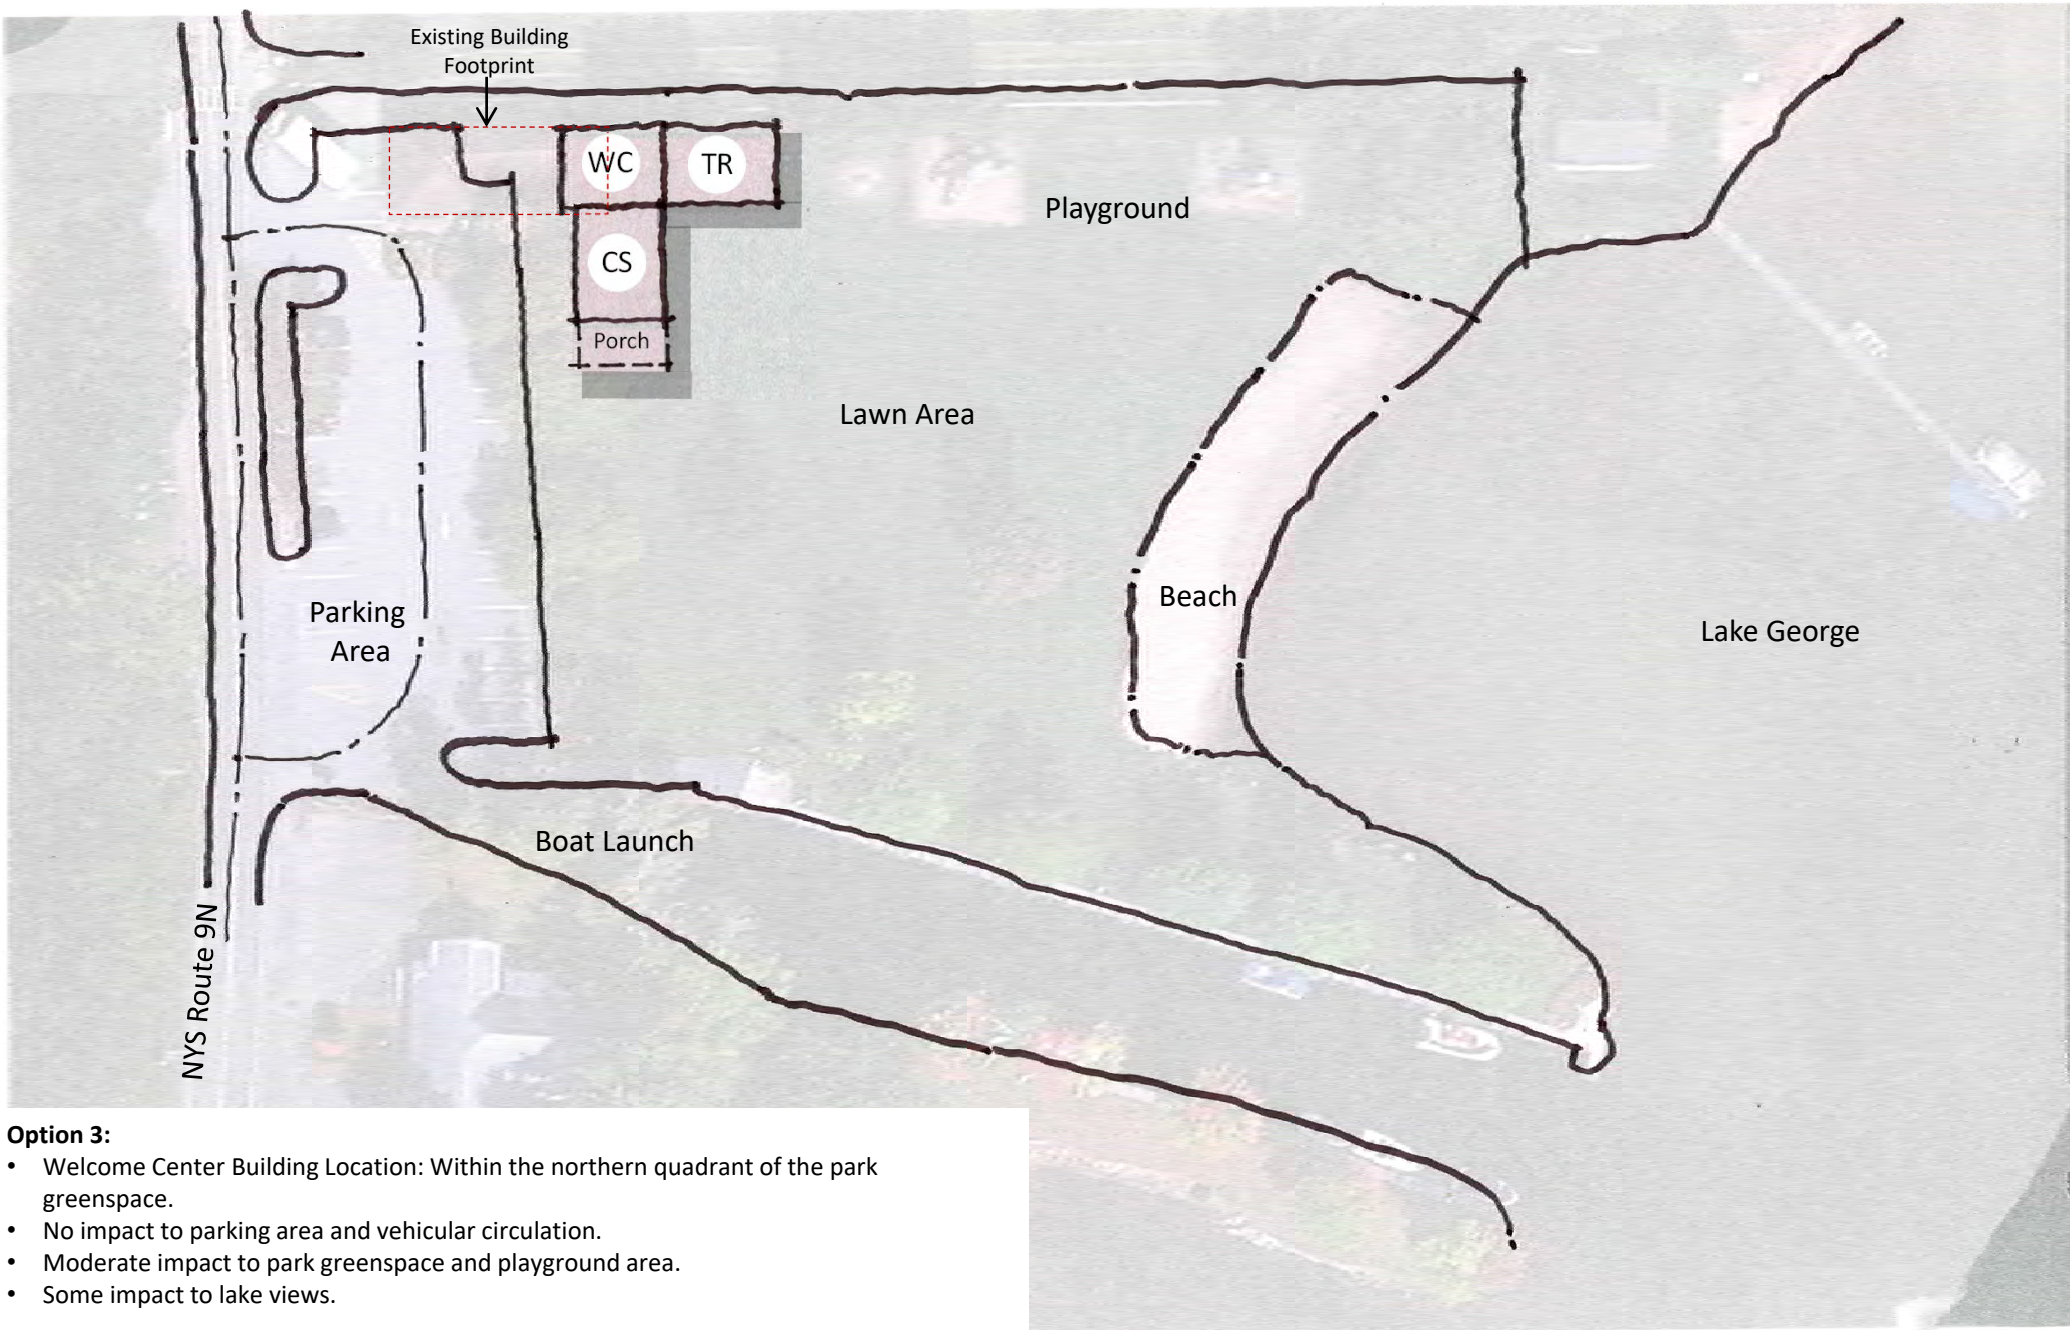 Existing Building
Footprint
WC
TR
CS
Porch
Playground
Lawn Area
Beach
Lake George
Parking
Area
Boat Launch
NYS Route 9N
Option 3:
• Welcome Center Building Location: Within the northern quadrant of the park
greenspace.
• No impact to parking area and vehicular circulation.
• Moderate impact to park greenspace and playground area.
• Some impact to lake views.